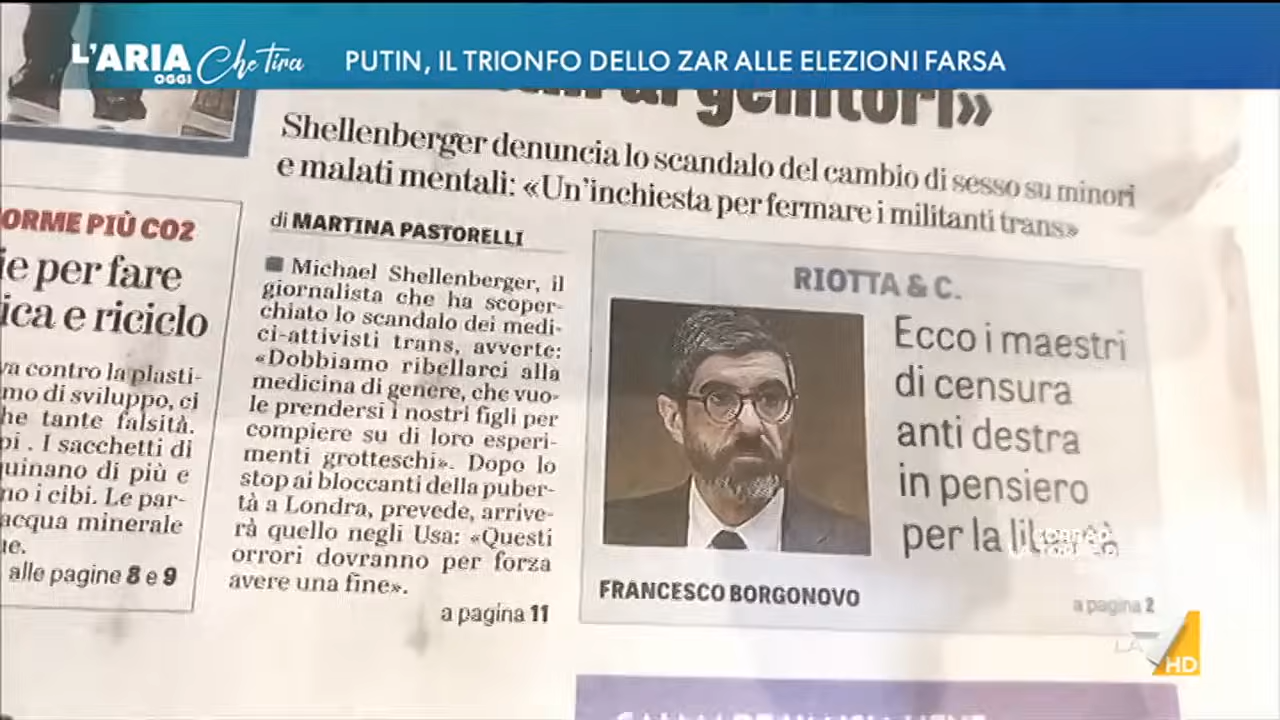 L'ARIA
OGGI
Che tira
PUTIN, IL TRIONFO DELLO ZAR ALLE ELEZIONI FARSA
genitori»
Shellenberger denuncia lo scandalo del cambio di sesso su minori
e malati mentali: «Un'inchiesta per fermare i militanti trans»
ORME PIÙ CO2
ie per fare
ica e riciclo
va contro la plasti-
mo di sviluppo, ci
he tante falsità.
pi . I sacchetti di
quinano di più e
no i cibi. Le par-
acqua minerale
ue.
alle pagine 8 e 9
di MARTINA PASTORELLI
Michael Shellenberger, il
giornalista che ha scoper-
chiato lo scandalo dei medi-
ci-attivisti trans, avverte:
«Dobbiamo ribellarci alla
medicina di genere, che vuo-
le prendersi i nostri figli per
compiere su di loro esperi-
menti grotteschi». Dopo lo
stop ai bloccanti della puber-
tà a Londra, prevede, arrive-
rà quello negli Usa: «Questi
orrori dovranno per forza
avere una fine».
a pagina 11
RIOTTA & C.
Ecco i maestri
di censura
anti destra
in pensiero
per la
FRANCESCO BORGONOVO
a pagina 2
LA
HD